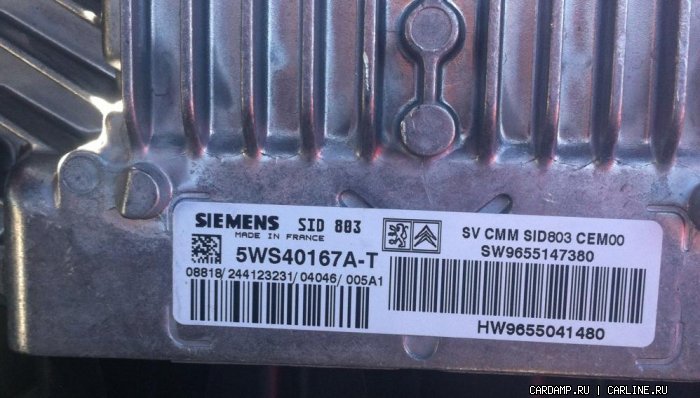 SIEMENS SID 803
MADE IN FRANCE
5WS40167A-T
08818/244123231/04046/005A1
SV CMM SID803 CEM00
SW9655147380
HW9655041480
CARDAMP.RU | CARLINE.RU